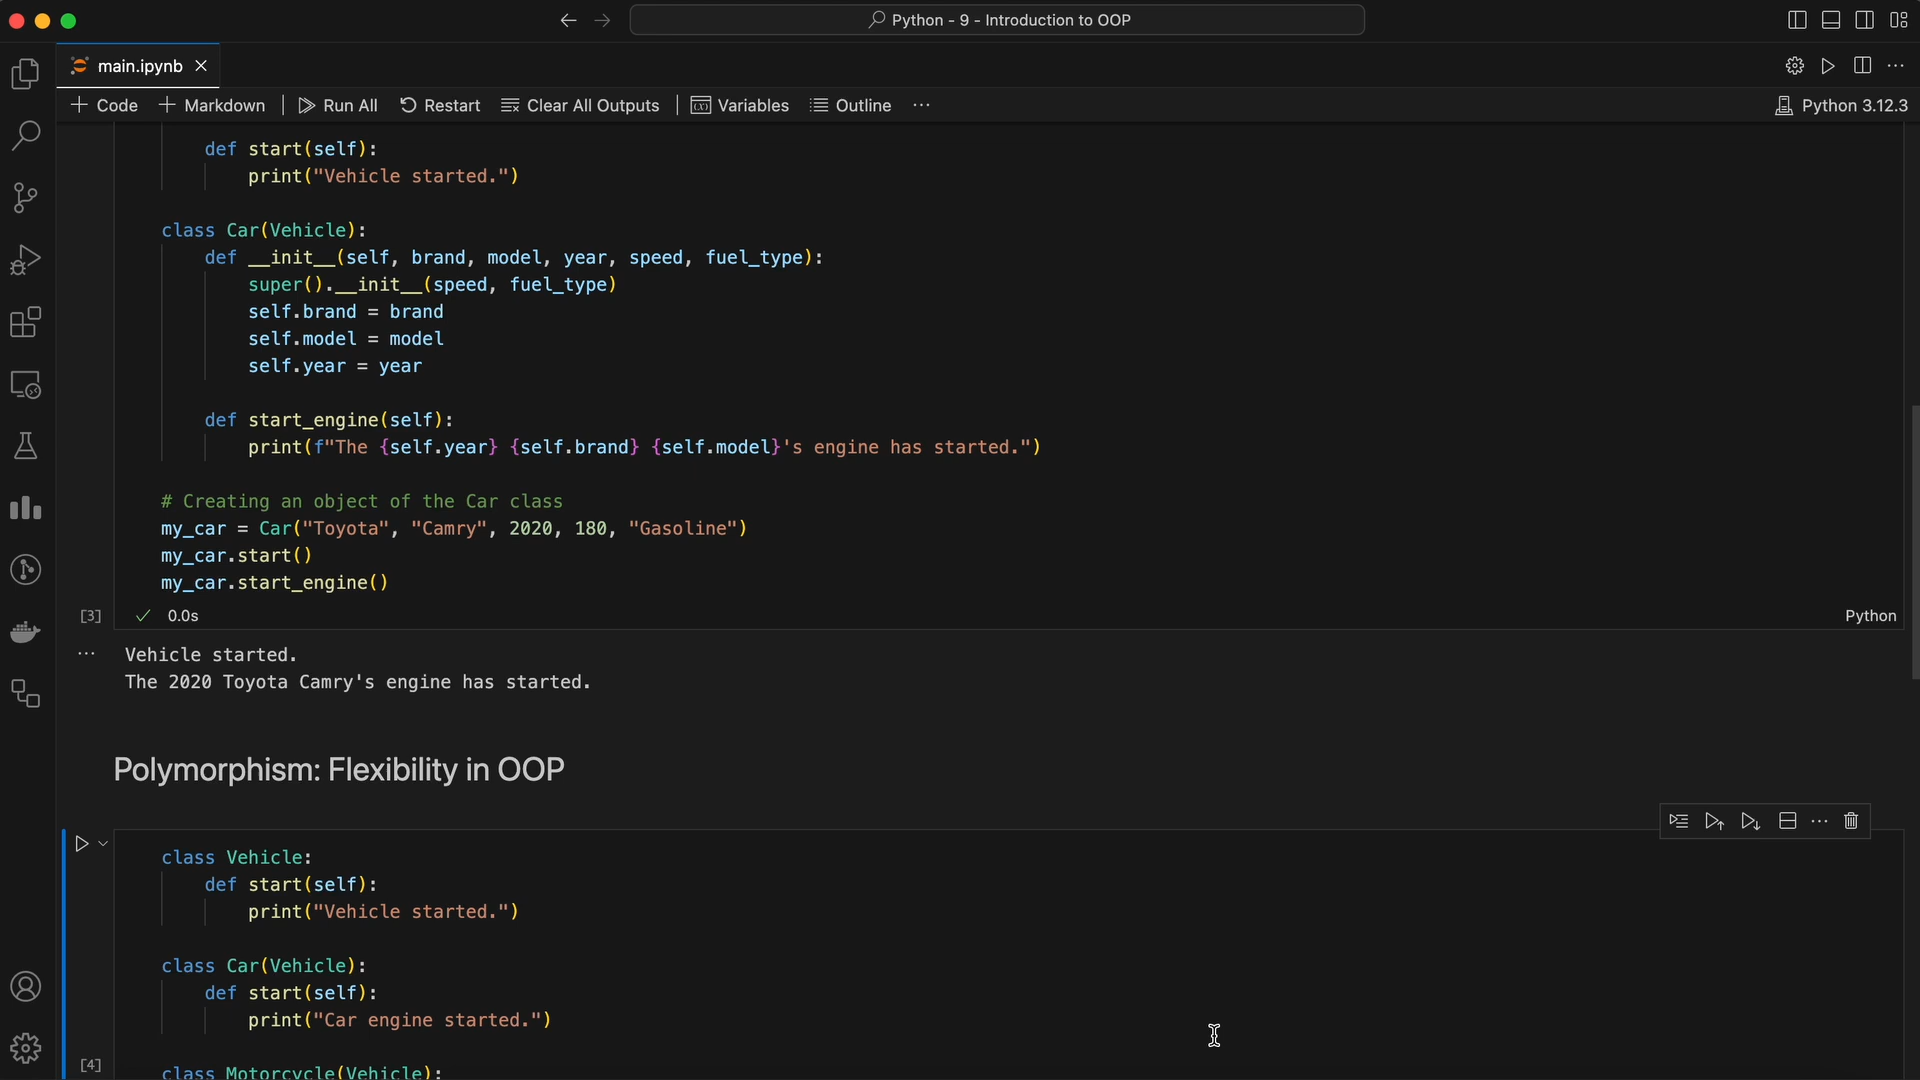 Python - 9 - Introduction to OOP
main.ipynb
Code Markdown Run All Restart Clear All Outputs Variables Outline ... Python 3.12.3
def start(self):
print("Vehicle started.")
class Car(Vehicle):
def __init__(self, brand, model, year, speed, fuel_type):
super().__init__(speed, fuel_type)
self.brand = brand
self.model = model
self.year = year
def start_engine(self):
print(f"The {self.year} {self.brand} {self.model}'s engine has started.")
# Creating an object of the Car class
my_car = Car("Toyota", "Camry", 2020, 180, "Gasoline")
my_car.start()
my_car.start_engine()
[3] 0.0s Python
... Vehicle started.
The 2020 Toyota Camry's engine has started.
Polymorphism: Flexibility in OOP
class Vehicle:
def start(self):
print("Vehicle started.")
class Car(Vehicle):
def start(self):
print("Car engine started.")
[4]
class Motorcycle(Vehicle):